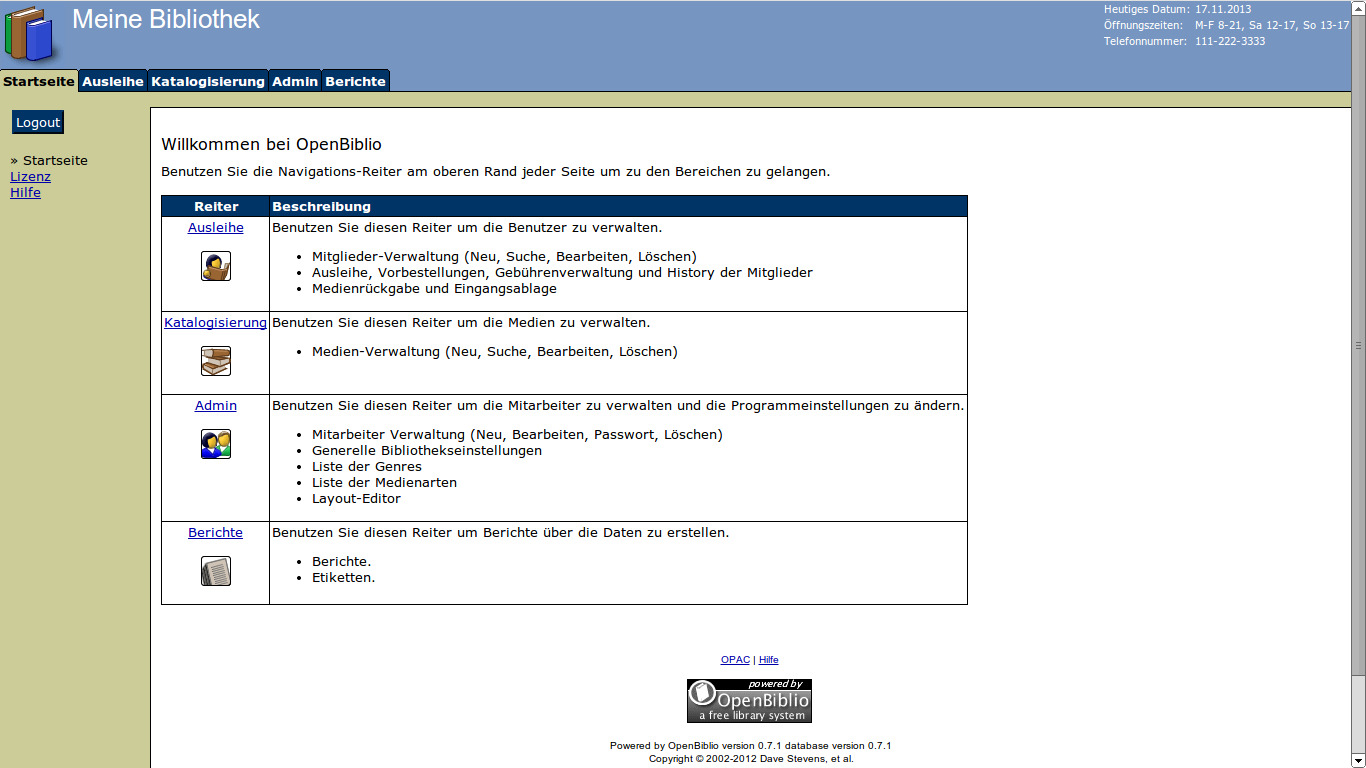 Meine Bibliothek
Heutiges Datum: 17.11.2013
Öffnungszeiten: M-F 8-21, Sa 12-17, So 13-17
Telefonnummer: 111-222-3333
Startseite Ausleihe Katalogisierung Admin Berichte
Logout
» Startseite
Lizenz
Hilfe
Willkommen bei OpenBiblio
Benutzen Sie die Navigations-Reiter am oberen Rand jeder Seite um zu den Bereichen zu gelangen.
Reiter Beschreibung
Ausleihe Benutzen Sie diesen Reiter um die Benutzer zu verwalten.
• Mitglieder-Verwaltung (Neu, Suche, Bearbeiten, Löschen)
• Ausleihe, Vorbestellungen, Gebührenverwaltung und History der Mitglieder
• Medienrückgabe und Eingangsablage
Katalogisierung Benutzen Sie diesen Reiter um die Medien zu verwalten.
• Medien-Verwaltung (Neu, Suche, Bearbeiten, Löschen)
Admin Benutzen Sie diesen Reiter um die Mitarbeiter zu verwalten und die Programmeinstellungen zu ändern.
• Mitarbeiter Verwaltung (Neu, Bearbeiten, Passwort, Löschen)
• Generelle Bibliothekseinstellungen
• Liste der Genres
• Liste der Medienarten
• Layout-Editor
Berichte Benutzen Sie diesen Reiter um Berichte über die Daten zu erstellen.
• Berichte.
• Etiketten.
OPAC | Hilfe
powered by
OpenBiblio
a free library system
Powered by OpenBiblio version 0.7.1 database version 0.7.1
Copyright © 2002-2012 Dave Stevens, et al.